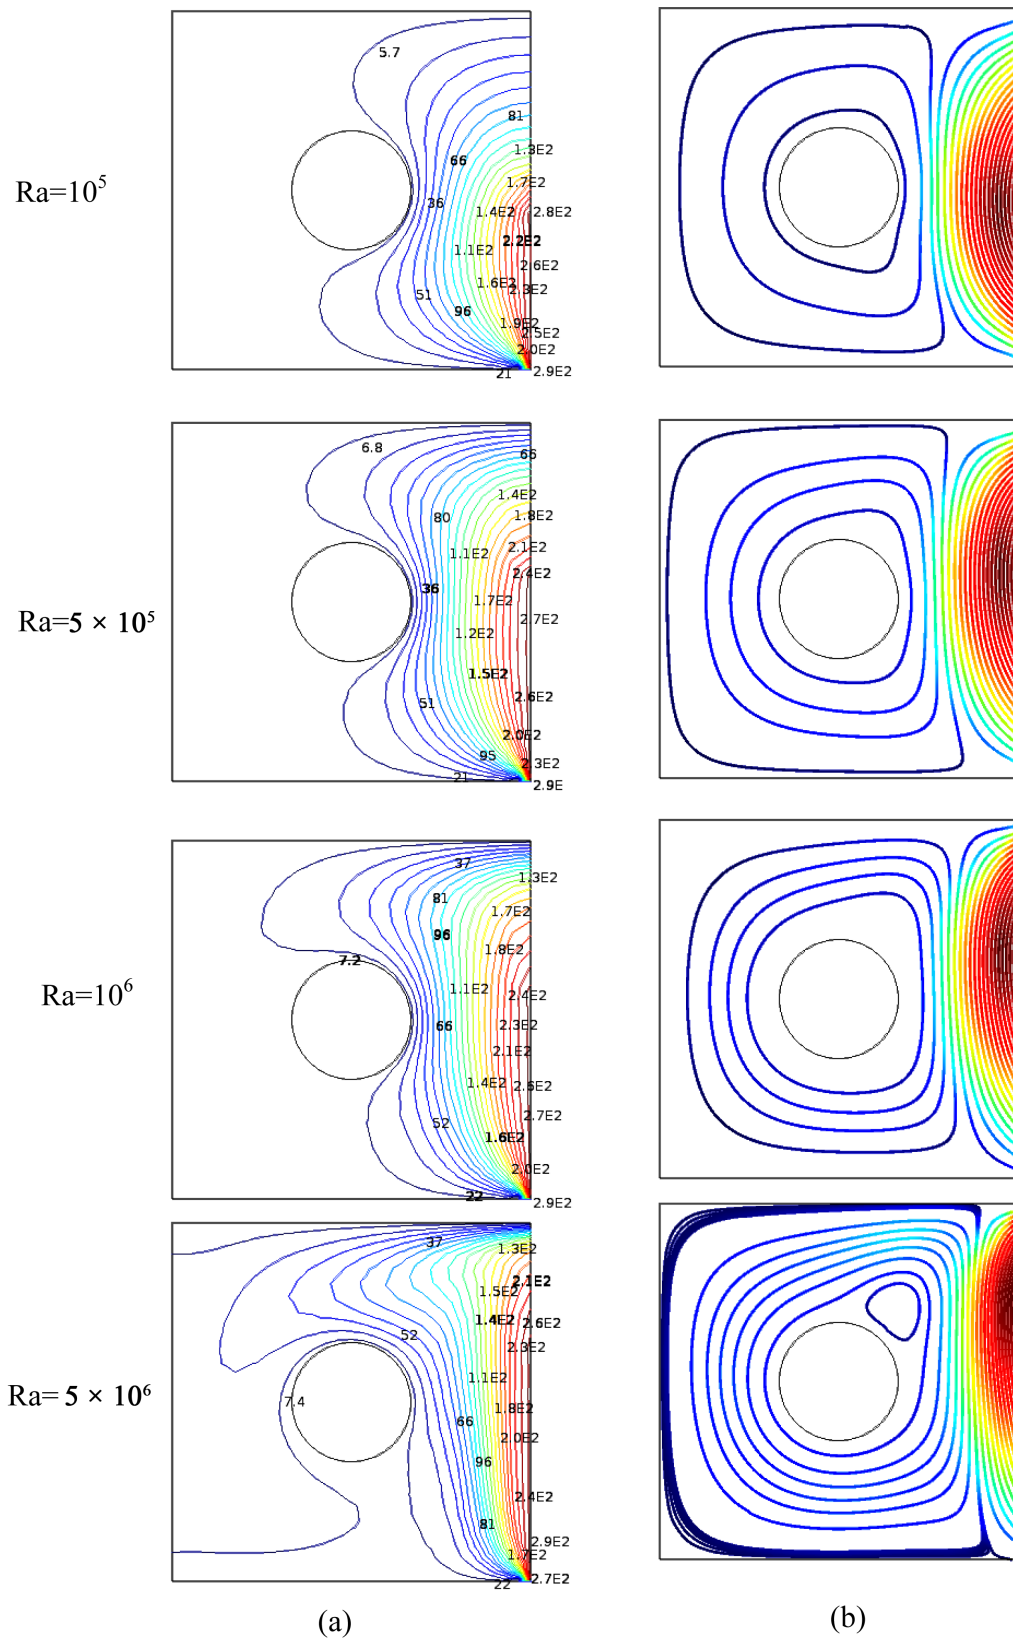 5.7
81
1.3E2
66
1.7E2
Ra=10⁵
36
1.4E2
2.8E2
2.2E2
1.1E2
2.6E2
1.6E2
2.3E2
51
96
1.9E2
2.5E2
2.0E2
21
2.9E2
6.8
66
1.4E2
80
1.8E2
2.1E2
1.1E2
2.4E2
36
1.7E2
Ra=5 × 10⁵
2.7E2
1.2E2
1.5E2
2.6E2
51
2.0E2
95
2.3E2
21
2.9E
37
1.3E2
81
1.7E2
96
1.8E2
7.2
Ra=10⁶
1.1E2
2.4E2
66
2.3E2
2.1E2
1.4E2
2.6E2
2.7E2
52
1.6E2
2.0E2
22
2.9E2
37
1.3E2
2.1E2
1.5E2
1.4E2
2.6E2
52
2.3E2
1.1E2
Ra= 5 × 10⁶
7.4
1.8E2
66
2.0E2
96
2.4E2
81
2.9E2
1.7E2
2.7E2
22
(a)
(b)